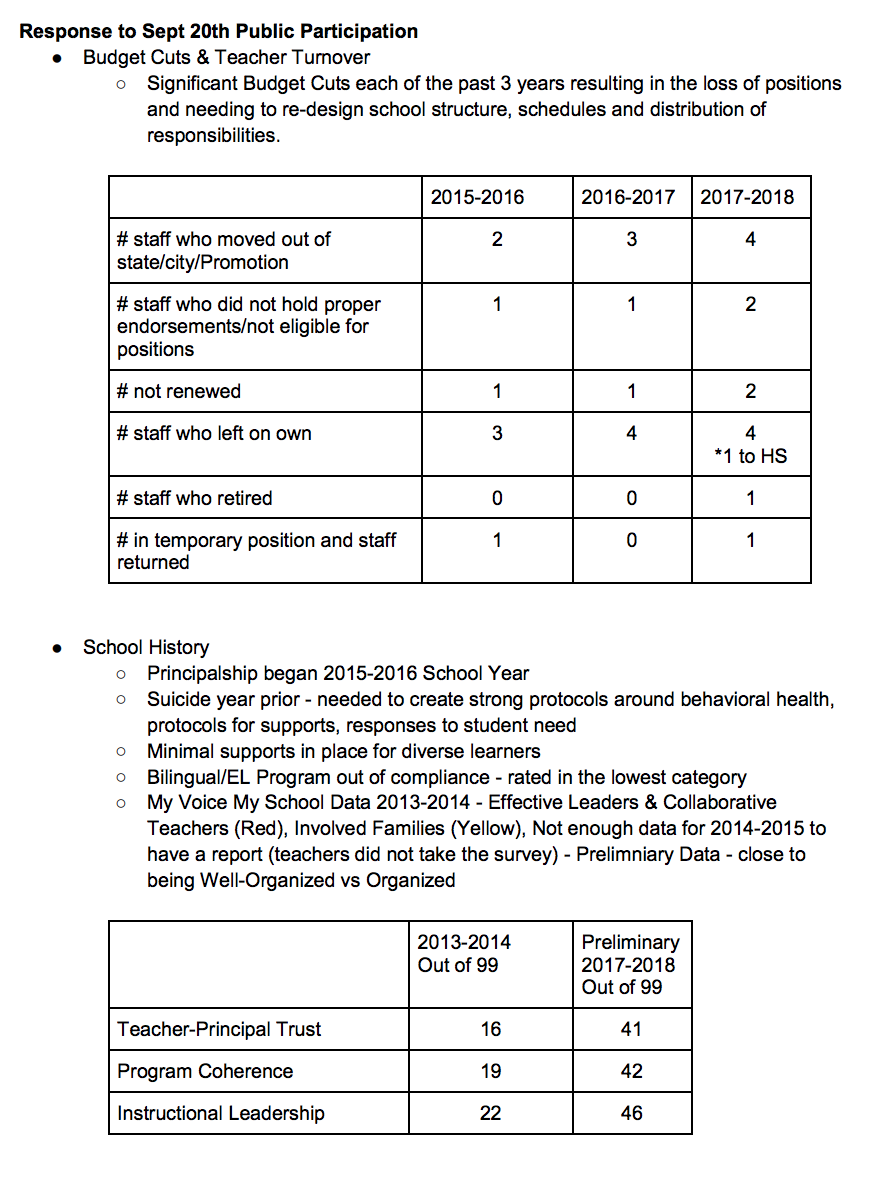 Response to Sept 20th Public Participation
● Budget Cuts & Teacher Turnover
○ Significant Budget Cuts each of the past 3 years resulting in the loss of positions
and needing to re-design school structure, schedules and distribution of
responsibilities.
2015-2016 2016-2017 2017-2018
# staff who moved out of 2 3 4
state/city/Promotion
# staff who did not hold proper 1 1 2
endorsements/not eligible for
positions
# not renewed 1 1 2
# staff who left on own 3 4 4
*1 to HS
# staff who retired 0 0 1
# in temporary position and staff 1 0 1
returned
● School History
○ Principalship began 2015-2016 School Year
○ Suicide year prior - needed to create strong protocols around behavioral health,
protocols for supports, responses to student need
○ Minimal supports in place for diverse learners
○ Bilingual/EL Program out of compliance - rated in the lowest category
○ My Voice My School Data 2013-2014 - Effective Leaders & Collaborative
Teachers (Red), Involved Families (Yellow), Not enough data for 2014-2015 to
have a report (teachers did not take the survey) - Prelimniary Data - close to
being Well-Organized vs Organized
2013-2014 Preliminary
Out of 99 2017-2018
Out of 99
Teacher-Principal Trust 16 41
Program Coherence 19 42
Instructional Leadership 22 46